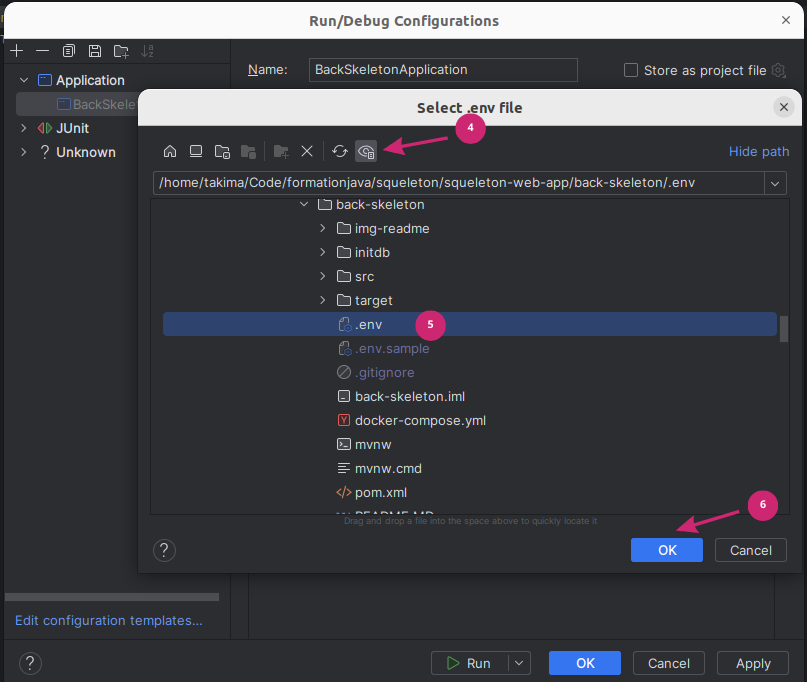 Run/Debug Configurations
Application
BackSkele
JUnit
Unknown
Name:
BackSkeletonApplication
Store as project file
Select .env file
4
Hide path
/home/takima/Code/formationjava/squeleton/squeleton-web-app/back-skeleton/.env
back-skeleton
img-readme
initdb
src
target
.env
5
.env.sample
.gitignore
back-skeleton.iml
docker-compose.yml
mvnw
mvnw.cmd
pom.xml
README.MD
Drag and drop a file into the space above to quickly locate it
6
?
OK
Cancel
Edit configuration templates...
?
Run
OK
Cancel
Apply